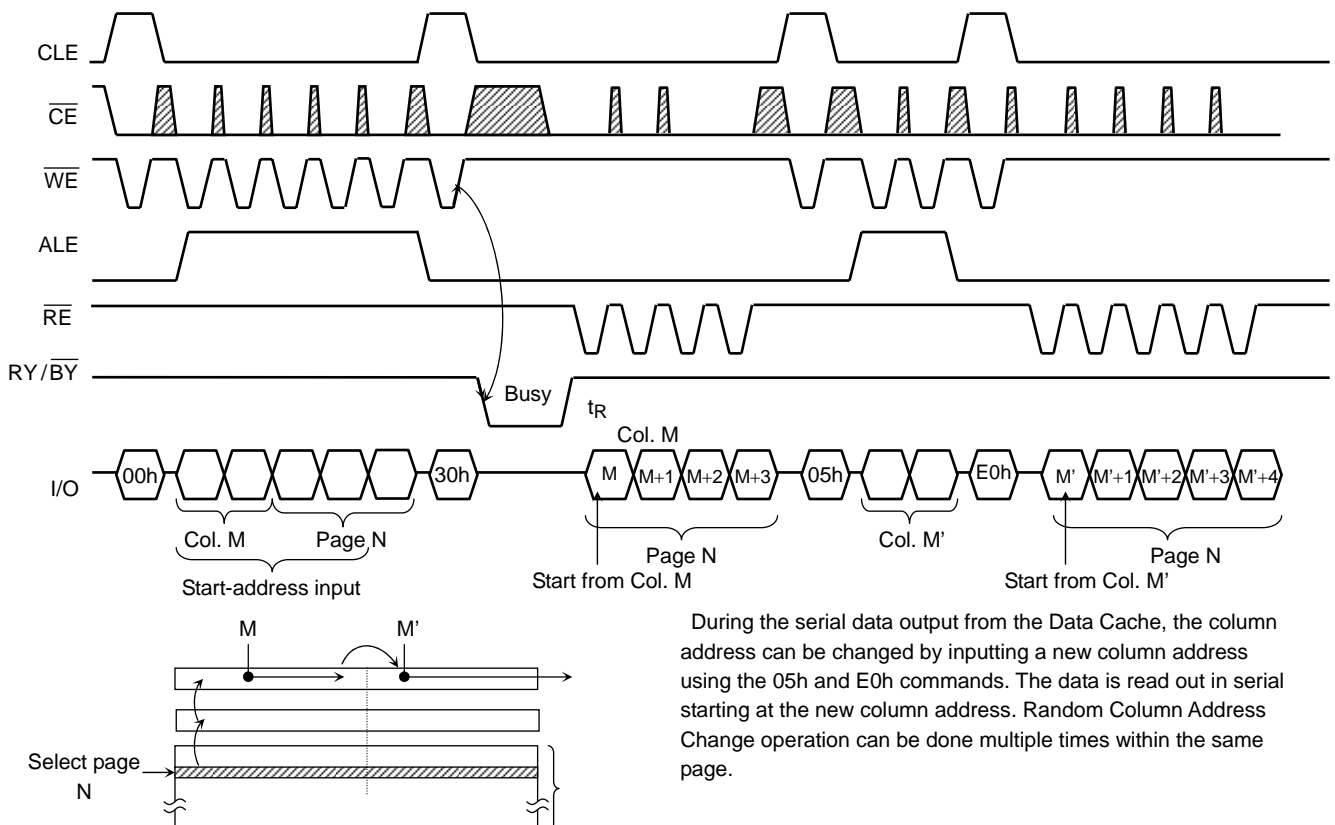 CLE
CE
WE
ALE
RE
RY/BY
Busy
tR
Col. M
I/O
00h
30h
M M+1 M+2 M+3
05h
E0h
M' M'+1 M'+2 M'+3 M'+4
Col. M
Page N
Page N
Col. M'
Page N
Start-address input
Start from Col. M
Start from Col. M'
M
M'
Select page
N
During the serial data output from the Data Cache, the column
address can be changed by inputting a new column address
using the 05h and E0h commands. The data is read out in serial
starting at the new column address. Random Column Address
Change operation can be done multiple times within the same
page.